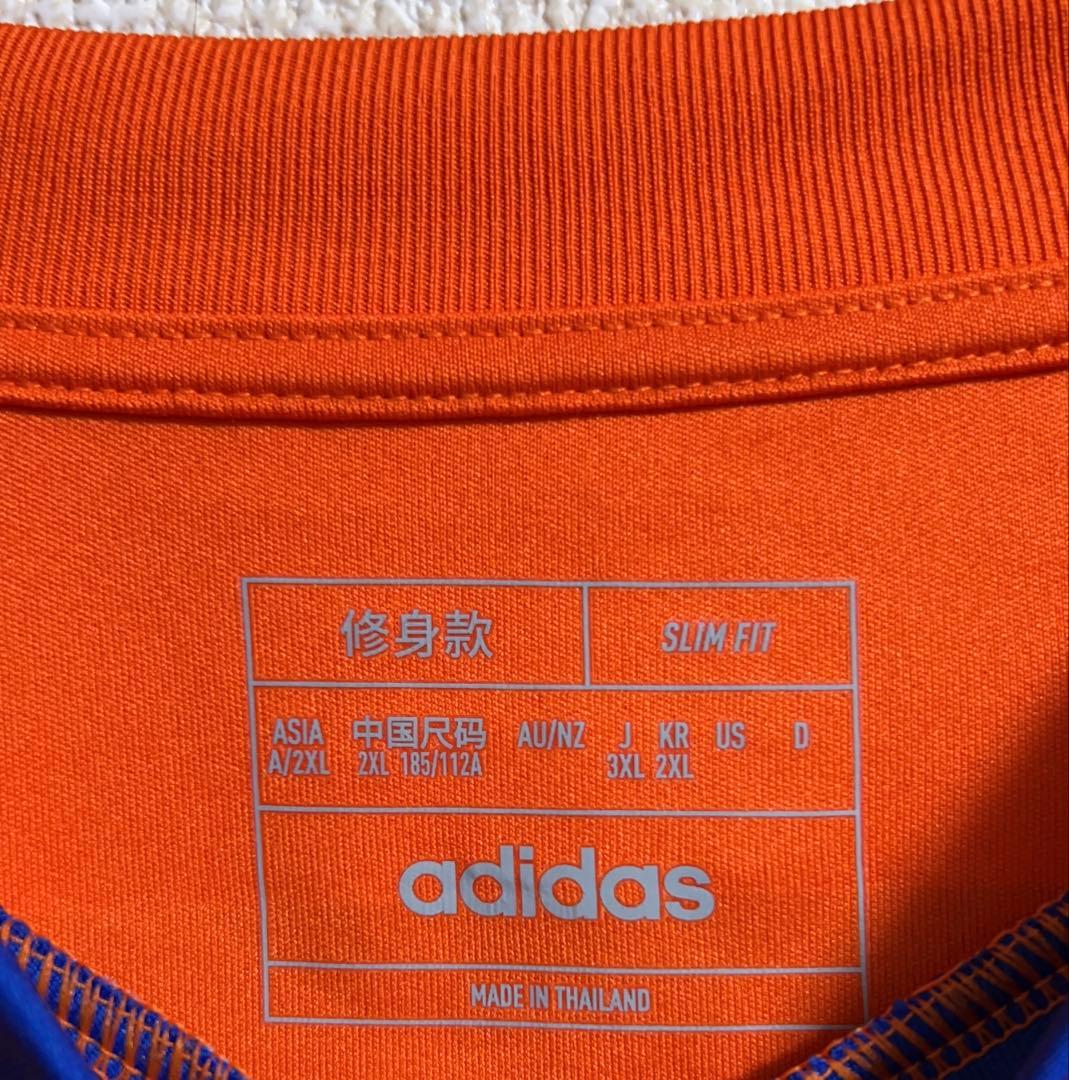 修身款 SLIM FIT
ASIA 中国尺码 AU/NZ J KR US D
A/2XL 2XL 185/112A 3XL 2XL
adidas
MADE IN THAILAND